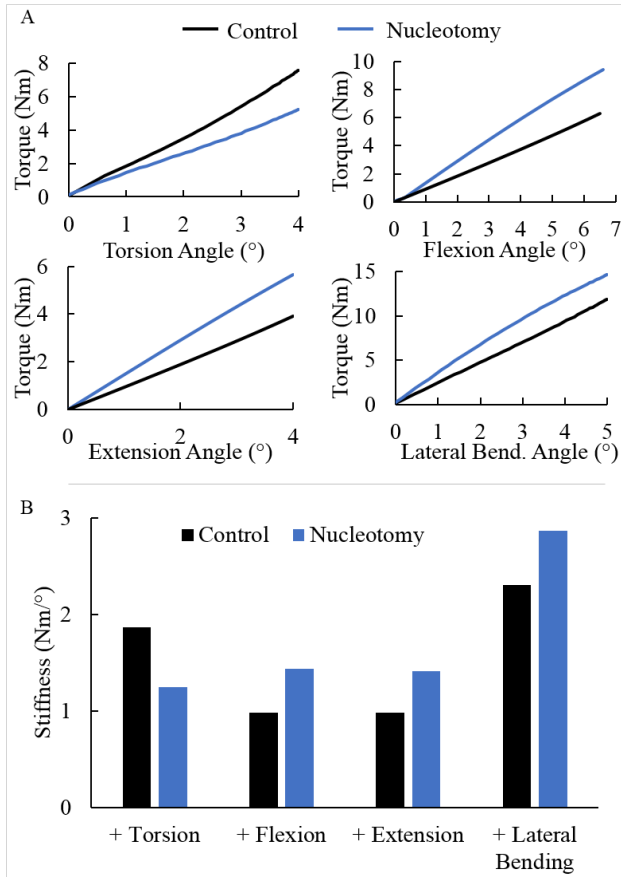 A
Control Nucleotomy
8
6
4
2
0
Torque (Nm)
0 1 2 3 4
Torsion Angle (°)
10
8
6
4
2
0
Torque (Nm)
0 1 2 3 4 5 6 7
Flexion Angle (°)
6
4
2
0
Torque (Nm)
0 2 4
Extension Angle (°)
15
10
5
0
Torque (Nm)
0 1 2 3 4 5
Lateral Bend. Angle (°)
B
Control Nucleotomy
3
2
1
0
Stiffness (Nm/°)
+ Torsion + Flexion + Extension + Lateral
Bending